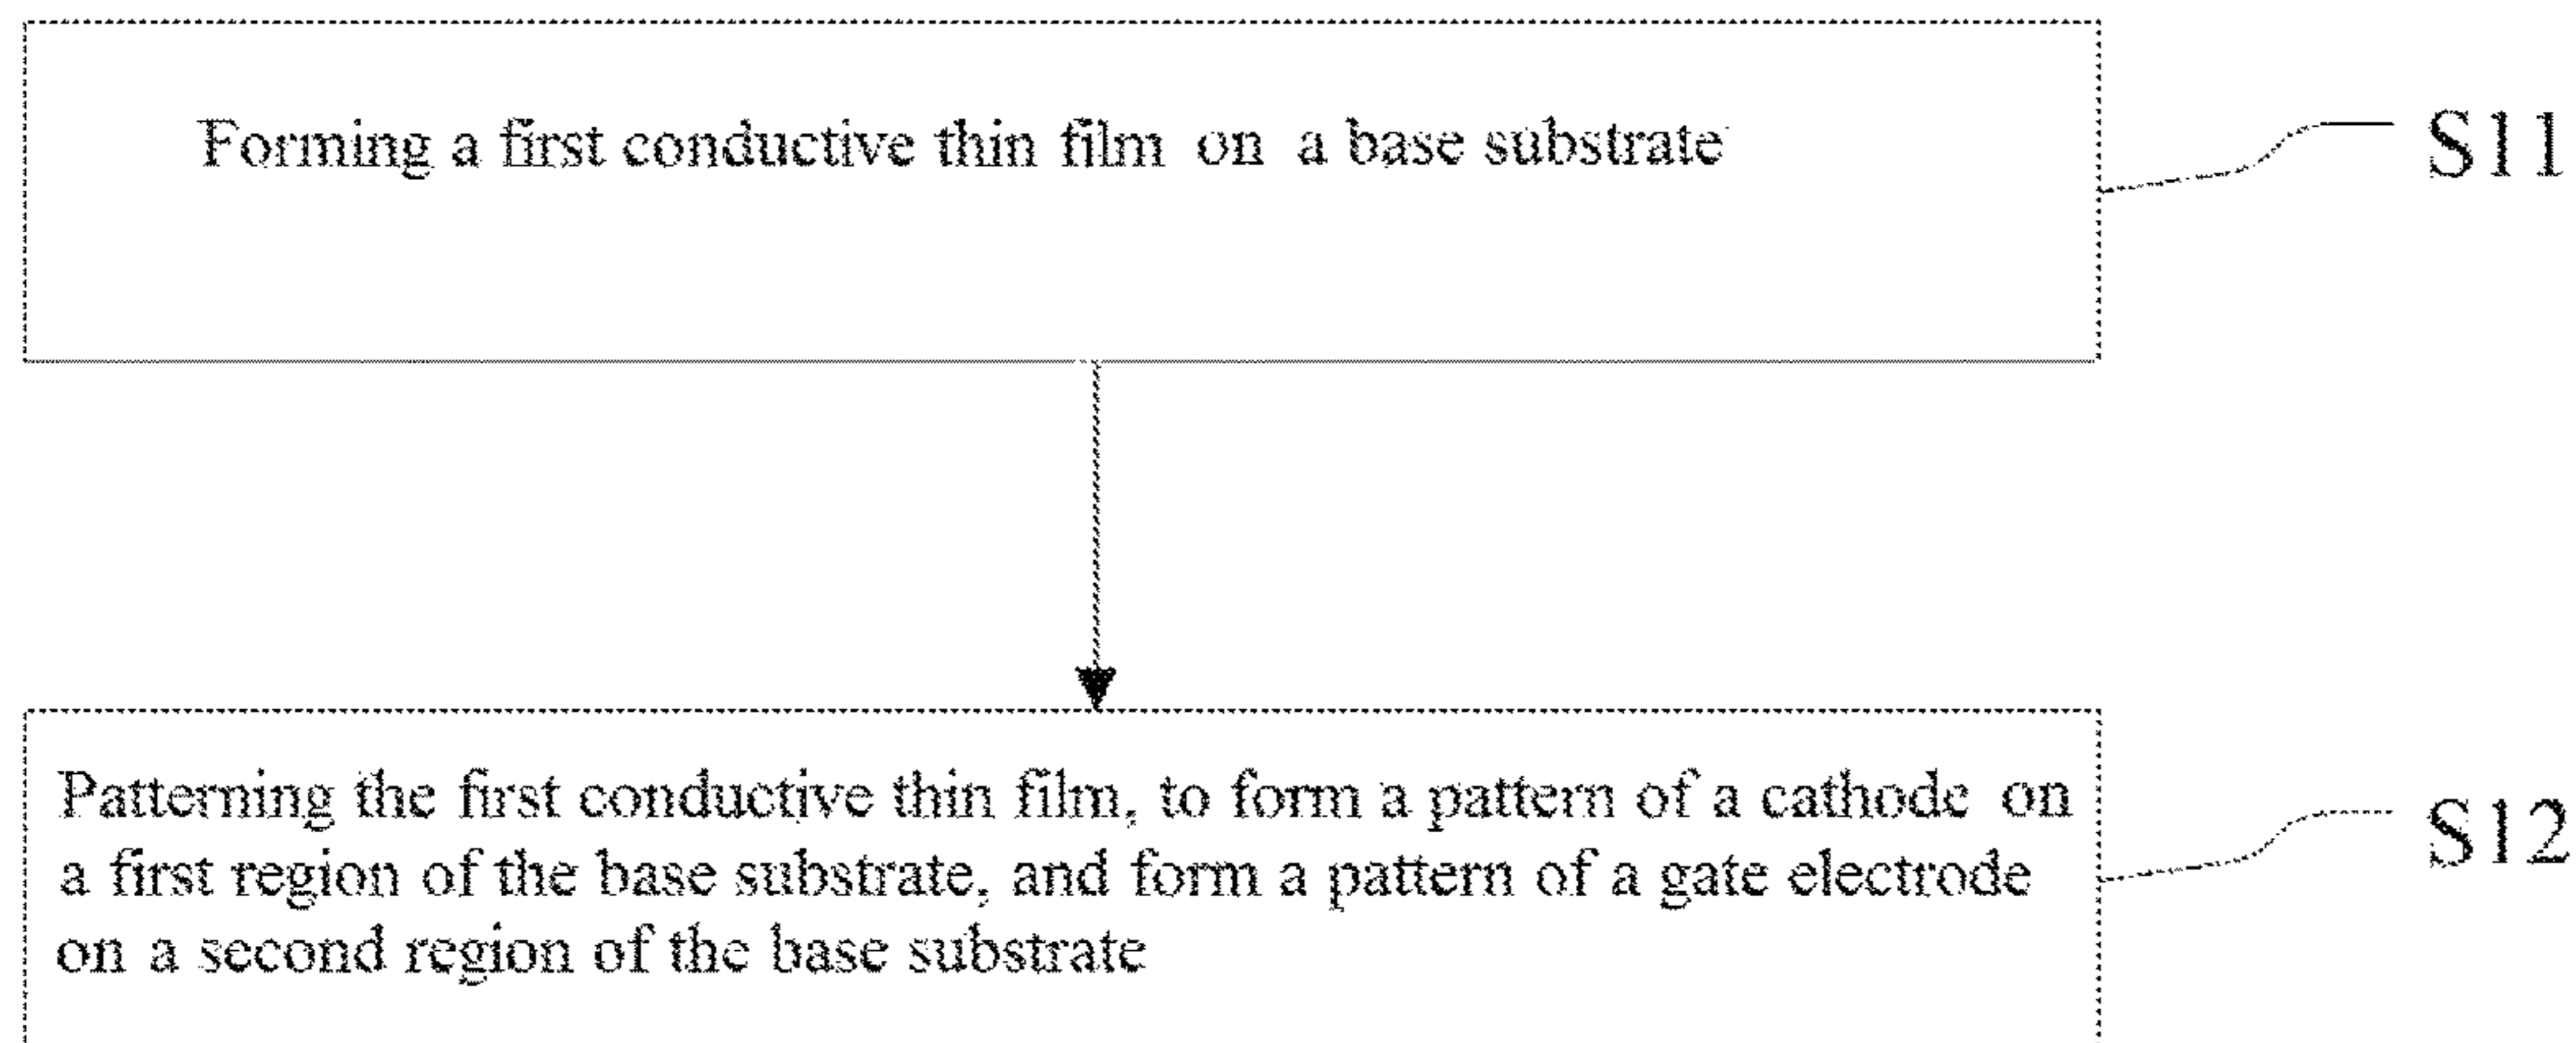 Forming a first conductive thin film on a base substrate
S11
Patterning the first conductive thin film, to form a pattern of a cathode on
a first region of the base substrate, and form a pattern of a gate electrode
on a second region of the base substrate
S12